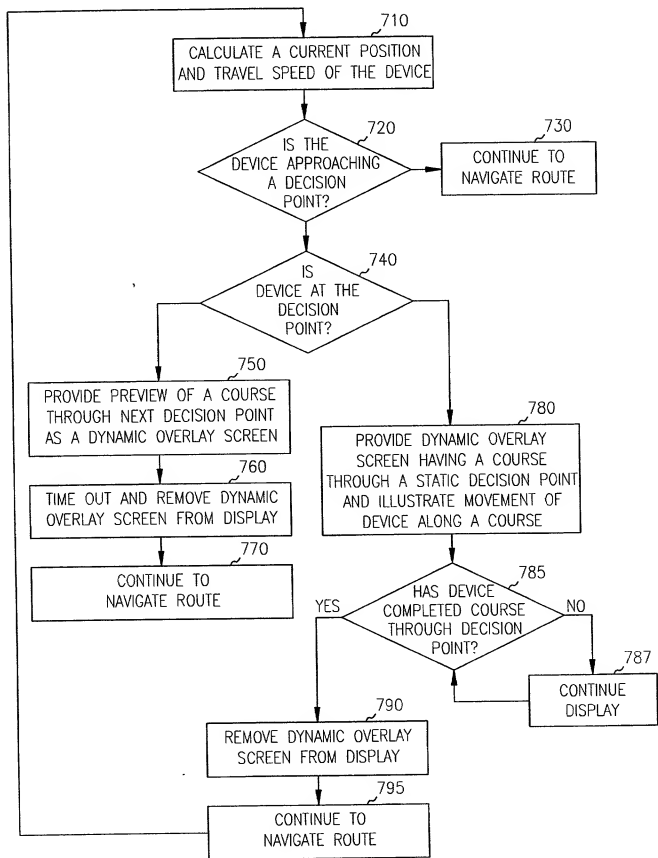 710
CALCULATE A CURRENT POSITION
AND TRAVEL SPEED OF THE DEVICE
720
IS THE
DEVICE APPROACHING
A DECISION
POINT?
730
CONTINUE TO
NAVIGATE ROUTE
740
IS
DEVICE AT THE
DECISION
POINT?
750
PROVIDE PREVIEW OF A COURSE
THROUGH NEXT DECISION POINT
AS A DYNAMIC OVERLAY SCREEN
760
TIME OUT AND REMOVE DYNAMIC
OVERLAY SCREEN FROM DISPLAY
770
CONTINUE TO
NAVIGATE ROUTE
780
PROVIDE DYNAMIC OVERLAY
SCREEN HAVING A COURSE
THROUGH A STATIC DECISION POINT
AND ILLUSTRATE MOVEMENT OF
DEVICE ALONG A COURSE
785
HAS DEVICE
COMPLETED COURSE
THROUGH DECISION
POINT?
YES
NO
787
CONTINUE
DISPLAY
790
REMOVE DYNAMIC OVERLAY
SCREEN FROM DISPLAY
795
CONTINUE TO
NAVIGATE ROUTE